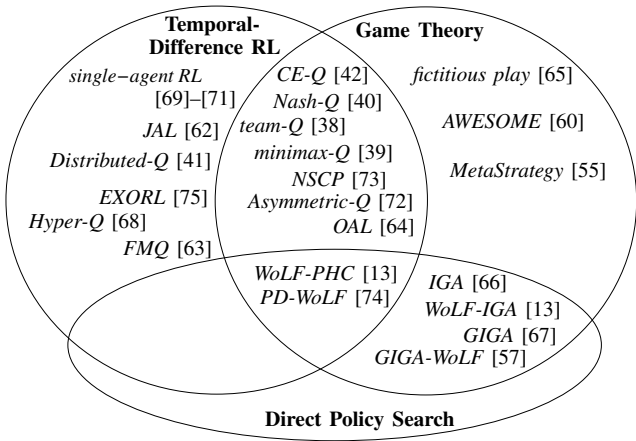 Temporal-
Difference RL
Game Theory
single−agent RL
[69]–[71]
JAL [62]
Distributed-Q [41]
EXORL [75]
Hyper-Q [68]
FMQ [63]
CE-Q [42]
Nash-Q [40]
team-Q [38]
minimax-Q [39]
NSCP [73]
Asymmetric-Q [72]
OAL [64]
fictitious play [65]
AWESOME [60]
MetaStrategy [55]
WoLF-PHC [13]
PD-WoLF [74]
IGA [66]
WoLF-IGA [13]
GIGA [67]
GIGA-WoLF [57]
Direct Policy Search